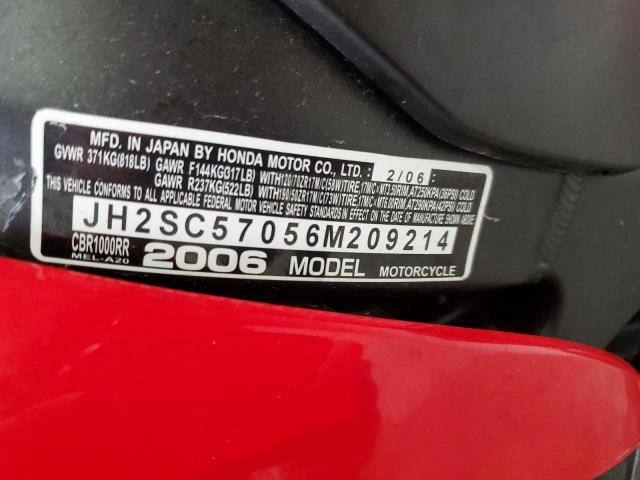 MFD. IN JAPAN BY HONDA MOTOR CO., LTD. : 2/06 :
GVWR 371KG(818LB) GAWR F144KG(317LB) WITH120/70ZR17M/C(58W)TIRE,17M/C×MT3.50RIM,AT250KPA(36PSI)COLD
GAWR R237KG(522LB) WITH190/50ZR17M/C(73W)TIRE,17M/C×MT6.00RIM,AT290KPA(42PSI)COLD
THIS VEHICLE CONFORMS TO ALL APPLICABLE FEDERAL MOTOR VEHICLE SAFETY STANDARDS IN EFFECT ON THE DATE OF MANUFACTURE SHOWN ABOVE.
JH2SC57056M209214
CBR1000RR
MEL-A20
2006 MODEL MOTORCYCLE